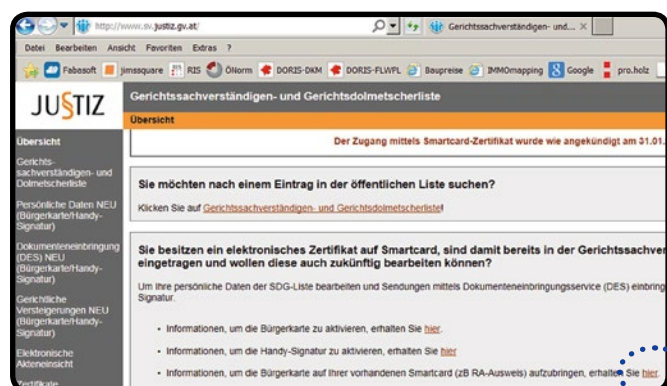 http://www.sv.justiz.gv.at/
Gerichtssachverständigen- und... ×
Datei Bearbeiten Ansicht Favoriten Extras ?
Fabasoft jimssquare RIS ÖNorm DORIS-DKM DORIS-FLWPL Baupreise IMMOmapping Google pro.holz
JU§TIZ
Gerichtssachverständigen- und Gerichtsdolmetscherliste
Übersicht
Übersicht
Gerichts-
sachverständigen und
Dolmetscherliste
Persönliche Daten NEU
(Bürgerkarte/Handy-
Signatur)
Dokumenteneinbringung
(DES) NEU
(Bürgerkarte/Handy-
Signatur)
Gerichtliche
Versteigerungen NEU
(Bürgerkarte/Handy-
Signatur)
Elektronische
Akteneinsicht
Zertifikate
Der Zugang mittels Smartcard-Zertifikat wurde wie angekündigt am 31.01.
Sie möchten nach einem Eintrag in der öffentlichen Liste suchen?
Klicken Sie auf Gerichtssachverständigen- und Gerichtsdolmetscherliste!
Sie besitzen ein elektronisches Zertifikat auf Smartcard, sind damit bereits in der Gerichtssachver
eingetragen und wollen diese auch zukünftig bearbeiten können?
Um Ihre persönliche Daten der SDG-Liste bearbeiten und Sendungen mittels Dokumenteneinbringungsservice (DES) einbring
Signatur.
• Informationen, um die Bürgerkarte zu aktivieren, erhalten Sie hier.
• Informationen, um die Handy-Signatur zu aktivieren, erhalten Sie hier
• Informationen, um die Bürgerkarte auf Ihrer vorhandenen Smartcard (zB RA-Ausweis) aufzubringen, erhalten Sie hier.